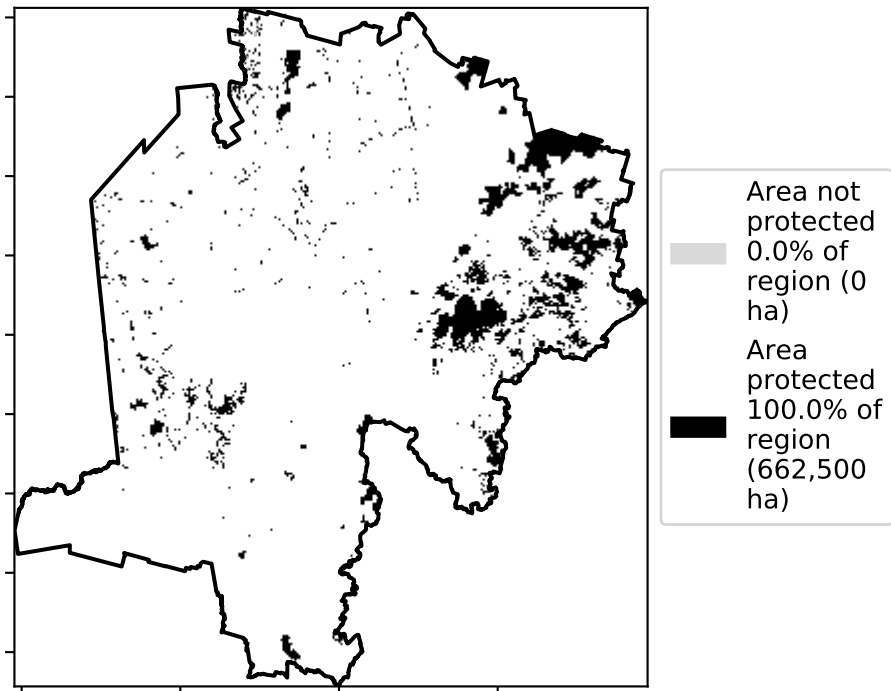 Area not
protected
0.0% of
region (0
ha)
Area
protected
100.0% of
region
(662,500
ha)